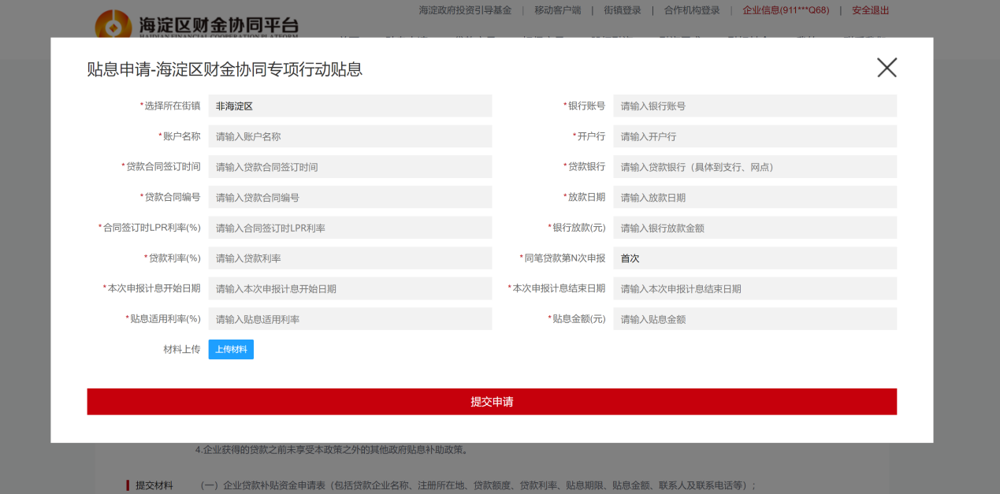 海淀政府投资引导基金 | 移动客户端 | 街镇登录 | 合作机构登录 | 企业信息(911***Q68) | 安全退出
海淀区财金协同平台
贴息申请-海淀区财金协同专项行动贴息
*选择所在街镇 非海淀区 *银行账号 请输入银行账号
*账户名称 请输入账户名称 *开户行 请输入开户行
*贷款合同签订时间 请输入贷款合同签订时间 *贷款银行 请输入贷款银行（具体到支行、网点）
*贷款合同编号 请输入贷款合同编号 *放款日期 请输入放款日期
*合同签订时LPR利率(%) 请输入合同签订时LPR利率 *银行放款(元) 请输入银行放款金额
*贷款利率(%) 请输入贷款利率 *同笔贷款第N次申报 首次
*本次申报计息开始日期 请输入本次申报计息开始日期 *本次申报计息结束日期 请输入本次申报计息结束日期
*贴息适用利率(%) 请输入贴息适用利率 *贴息金额(元) 请输入贴息金额
材料上传 上传材料
提交申请
4.企业获得的贷款之前未享受本政策之外的其他政府贴息补助政策。
提交材料 （一）企业贷款补贴资金申请表（包括贷款企业名称、注册所在地、贷款额度、贷款利率、贴息期限、贴息金额、联系人及联系电话等）;